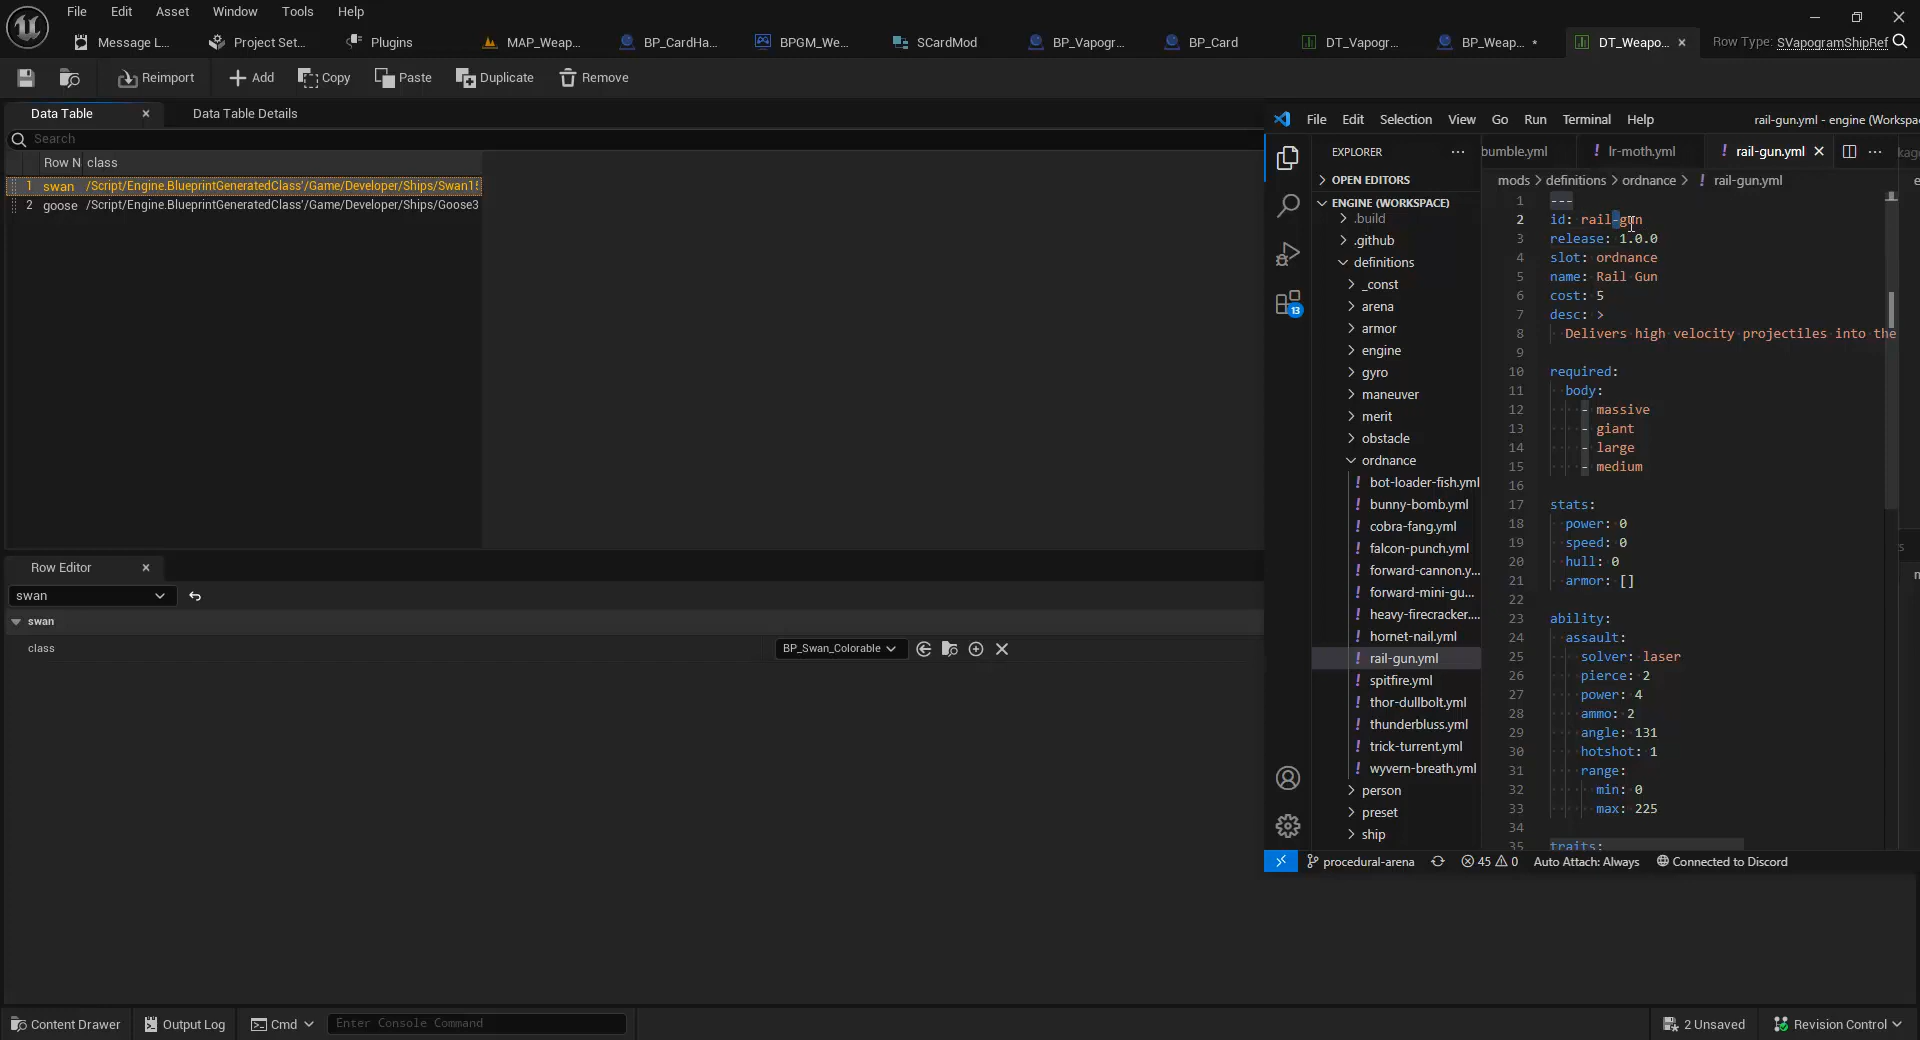 File Edit Asset Window Tools Help
Message L... Project Set... Plugins MAP_Weap... BP_CardHa... BPGM_We... SCardMod BP_Vapogr... BP_Card DT_Vapogr... BP_Weap... * DT_Weapo... Row Type: SVapogramShipRef
Reimport Add Copy Paste Duplicate Remove
Data Table Data Table Details
Search
Row N class
1 swan /Script/Engine.BlueprintGeneratedClass'/Game/Developer/Ships/Swan1
2 goose /Script/Engine.BlueprintGeneratedClass'/Game/Developer/Ships/Goose3
Row Editor
swan
swan
class BP_Swan_Colorable
File Edit Selection View Go Run Terminal Help rail-gun.yml - engine (Workspa
EXPLORER ...
OPEN EDITORS
ENGINE (WORKSPACE)
.build
.github
definitions
_const
arena
armor
engine
gyro
maneuver
merit
obstacle
ordnance
bot-loader-fish.yml
bunny-bomb.yml
cobra-fang.yml
falcon-punch.yml
forward-cannon.y...
forward-mini-gu...
heavy-firecracker....
hornet-nail.yml
rail-gun.yml
spitfire.yml
thor-dullbolt.yml
thunderbluss.yml
trick-turrent.yml
wyvern-breath.yml
person
preset
ship
13
bumble.yml ! lr-moth.yml ! rail-gun.yml ...
mods > definitions > ordnance > ! rail-gun.yml
1 ---
2 id: rail-gun
3 release: 1.0.0
4 slot: ordnance
5 name: Rail Gun
6 cost: 5
7 desc: >
8 Delivers high velocity projectiles into the
9
10 required:
11 body:
12 - massive
13 - giant
14 - large
15 - medium
16
17 stats:
18 power: 0
19 speed: 0
20 hull: 0
21 armor: []
22
23 ability:
24 assault:
25 solver: laser
26 pierce: 2
27 power: 4
28 ammo: 2
29 angle: 131
30 hotshot: 1
31 range:
32 min: 0
33 max: 225
34
35 traits:
procedural-arena 45 0 Auto Attach: Always Connected to Discord
Content Drawer Output Log Cmd Enter Console Command 2 Unsaved Revision Control